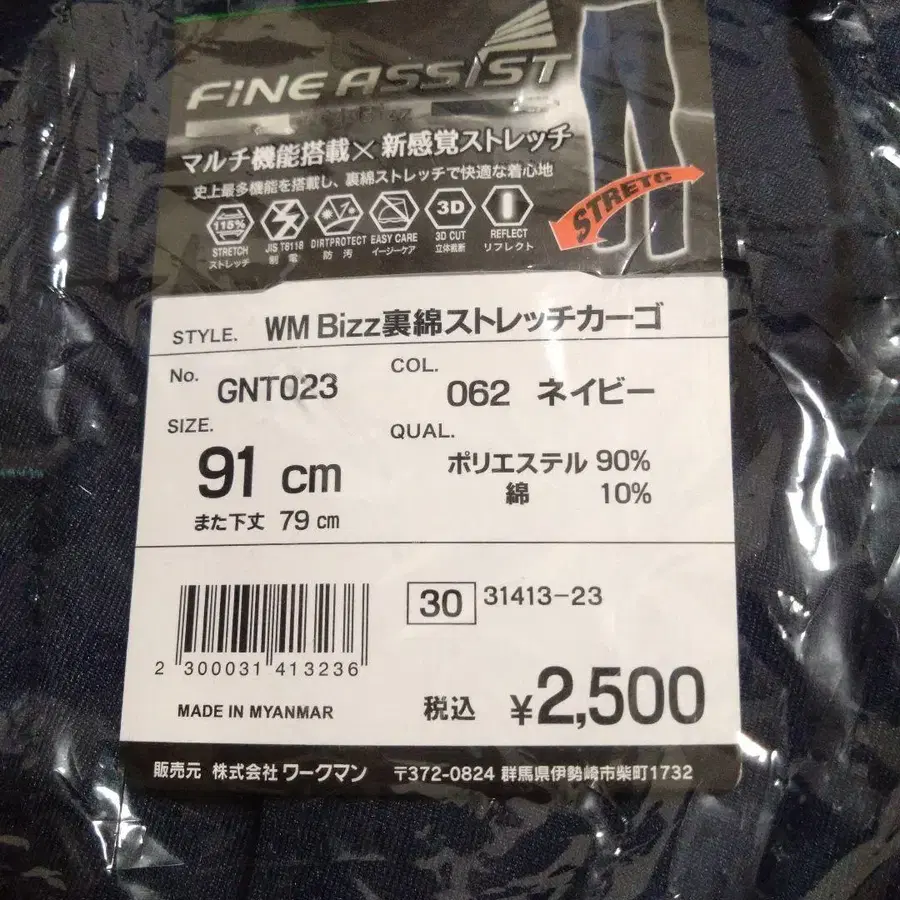 FINE ASSIST
マルチ機能搭載×新感覚ストレッチ
史上最多機能を搭載し、裏綿ストレッチで快適な着心地
STRETC
115% 3D
STRETCH JIS T8118 DIRTPROTECT EASY CARE 3D CUT REFLECT
ストレッチ 制電 防汚 イージーケア 立体裁断 リフレクト
STYLE. WM Bizz裏綿ストレッチカーゴ
No. GNT023
COL. 062 ネイビー
SIZE. 91 cm
また下丈 79 cm
QUAL.
ポリエステル 90%
綿 10%
30 31413-23
2 300031 413236
税込 ¥2,500
MADE IN MYANMAR
販売元 株式会社 ワークマン 〒372-0824 群馬県伊勢崎市柴町1732